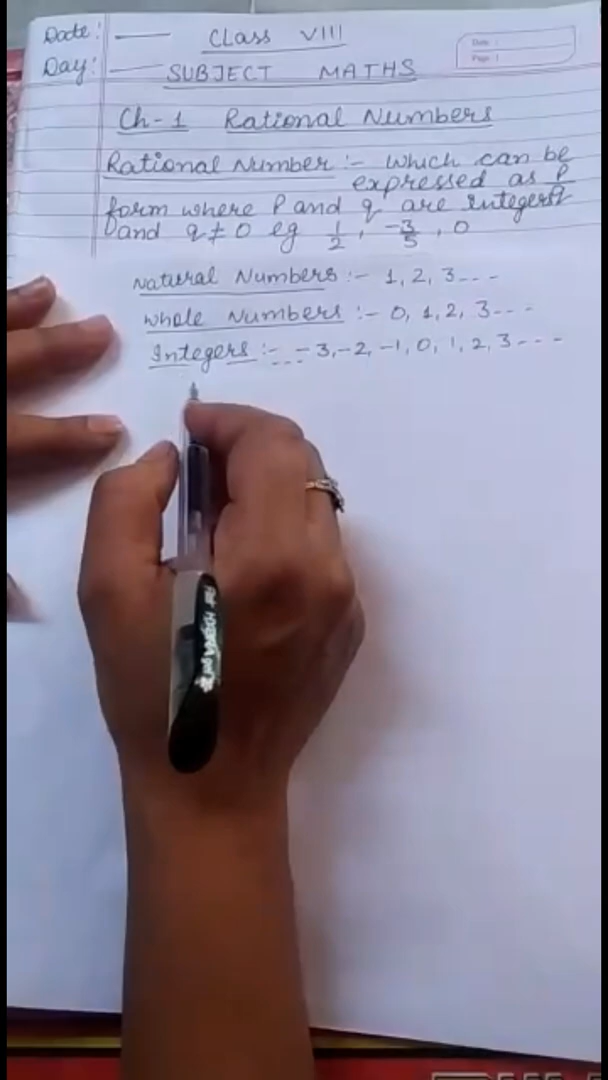 Date: —
CLass VIII
Day: —
SUBJECT MATHS
Date :
Page :
Ch-1 Rational Numbers
Rational Number :- Which can be
expressed as P/q
form where P and q are Integers
and q ≠ 0 eg 1/2, -3/5, 0
Natural Numbers :- 1, 2, 3 ---
Whole Numbers :- 0, 1, 2, 3 ---
Integers :- --- -3, -2, -1, 0, 1, 2, 3 ----